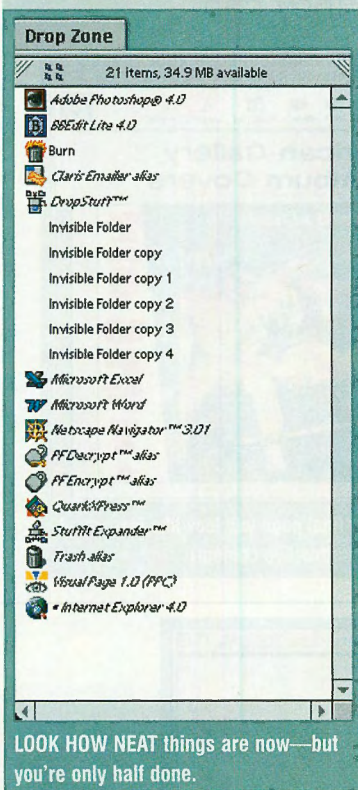 Drop Zone
21 items, 34.9 MB available
Adobe Photoshop® 4.0
BBEdit Lite 4.0
Burn
Claris Emailer alias
DropStuff™
Invisible Folder
Invisible Folder copy
Invisible Folder copy 1
Invisible Folder copy 2
Invisible Folder copy 3
Invisible Folder copy 4
Microsoft Excel
Microsoft Word
Netscape Navigator ™ 3.01
PFDecrypt™ alias
PFEncrypt™ alias
QuarkXPress™
StuffIt Expander™
Trash alias
Visual Page 1.0 (PPC)
• Internet Explorer 4.0
LOOK HOW NEAT things are now—but
you're only half done.